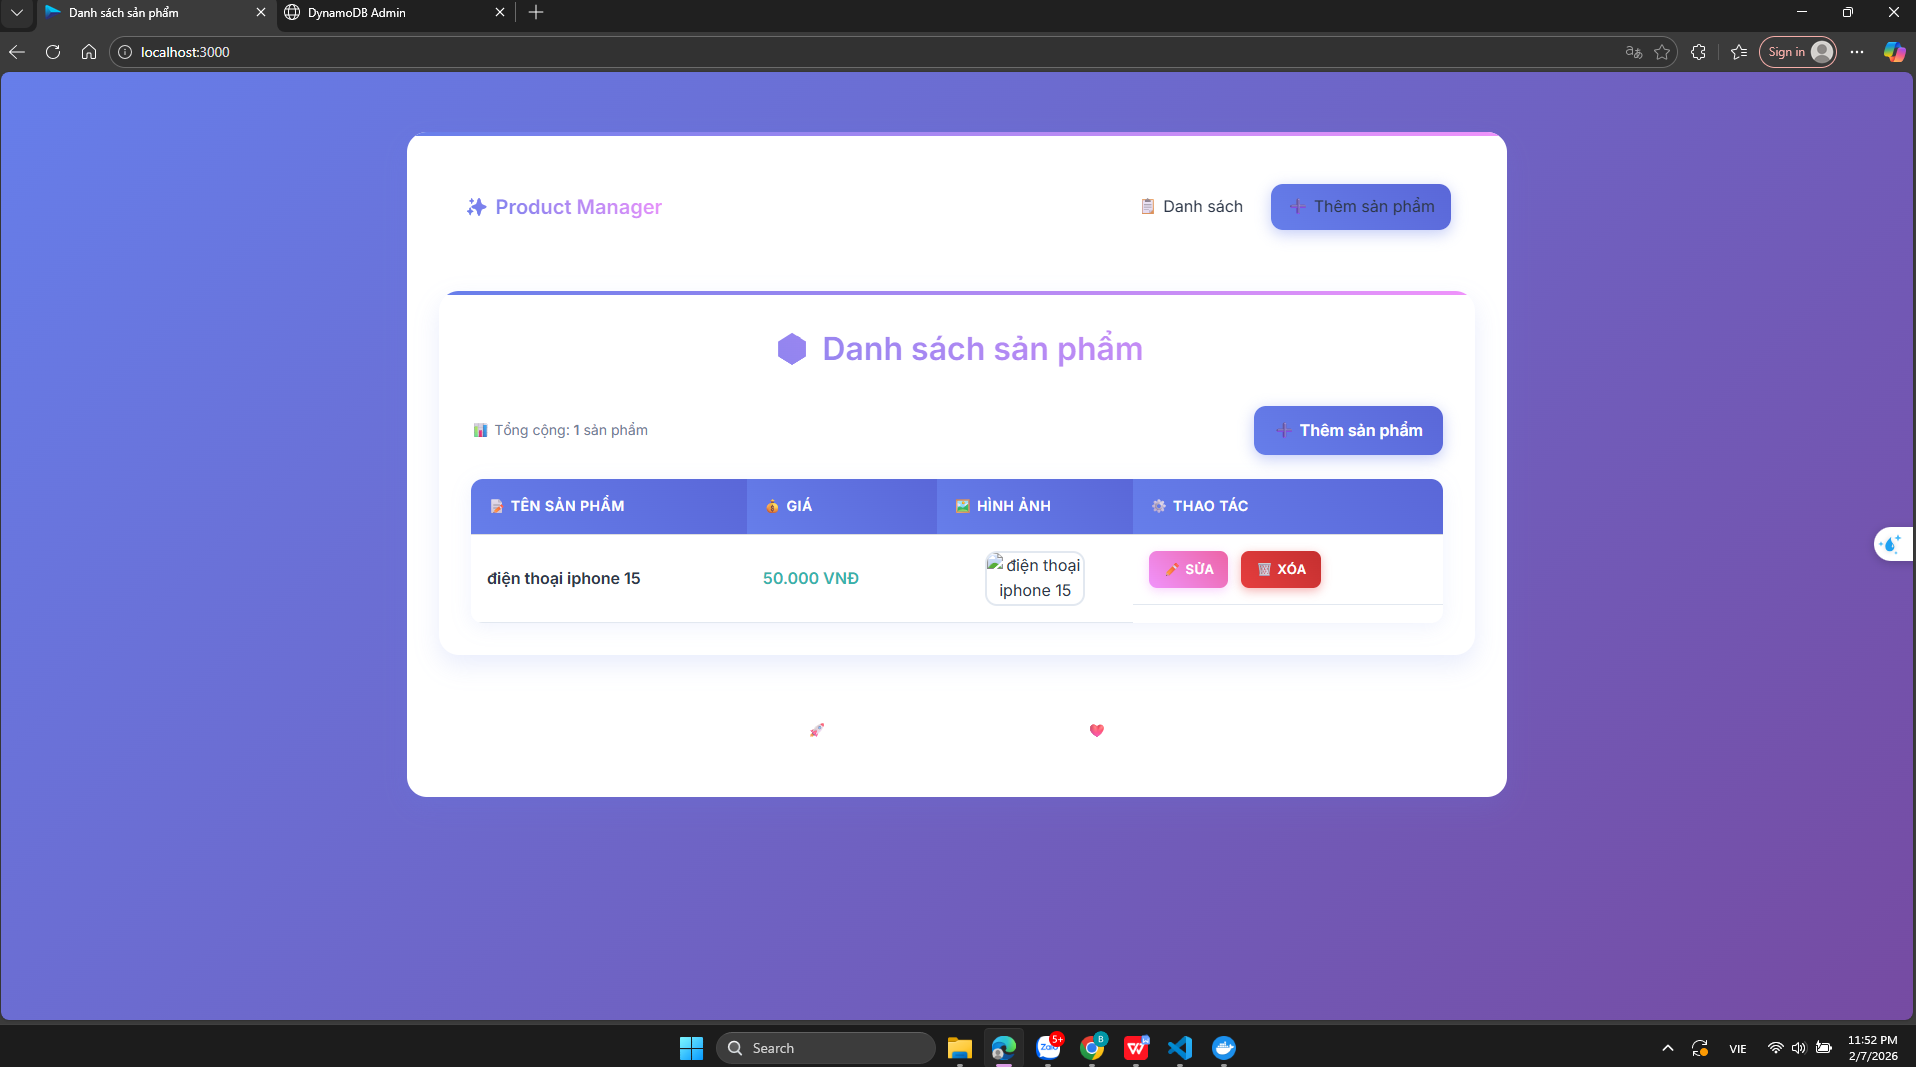 Danh sách sản phẩm
DynamoDB Admin
localhost:3000
Sign in
Product Manager
Danh sách
Thêm sản phẩm
Danh sách sản phẩm
Tổng cộng: 1 sản phẩm
Thêm sản phẩm
TÊN SẢN PHẨM
GIÁ
HÌNH ẢNH
THAO TÁC
điện thoại iphone 15
50.000 VNĐ
điện thoại
iphone 15
SỬA
XÓA
Search
Zalo
5+
B
VIE
11:52 PM
2/7/2026